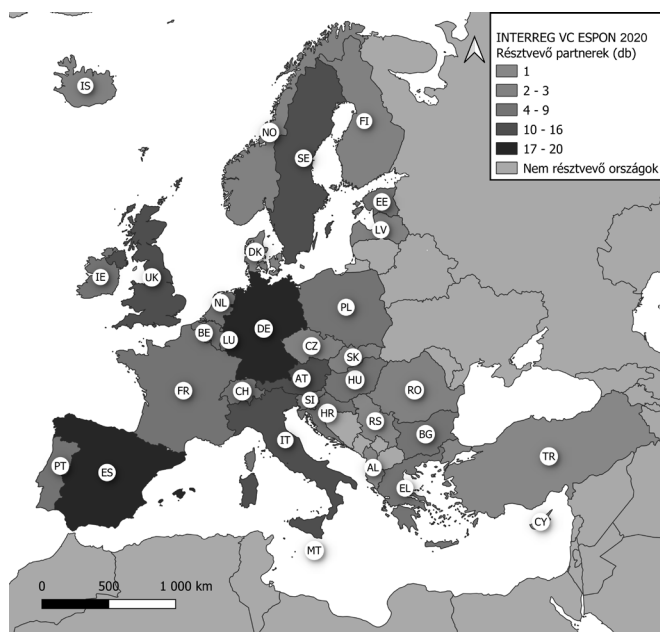 INTERREG VC ESPON 2020
Résztvevő partnerek (db)
1
2 - 3
4 - 9
10 - 16
17 - 20
Nem résztvevő országok
IS
NO
FI
SE
EE
LV
DK
IE
UK
NL
PL
BE
DE
LU
CZ
SK
AT
HU
FR
CH
RO
SI
HR
RS
IT
BG
PT
ES
AL
TR
EL
CY
MT
0 500 1 000 km